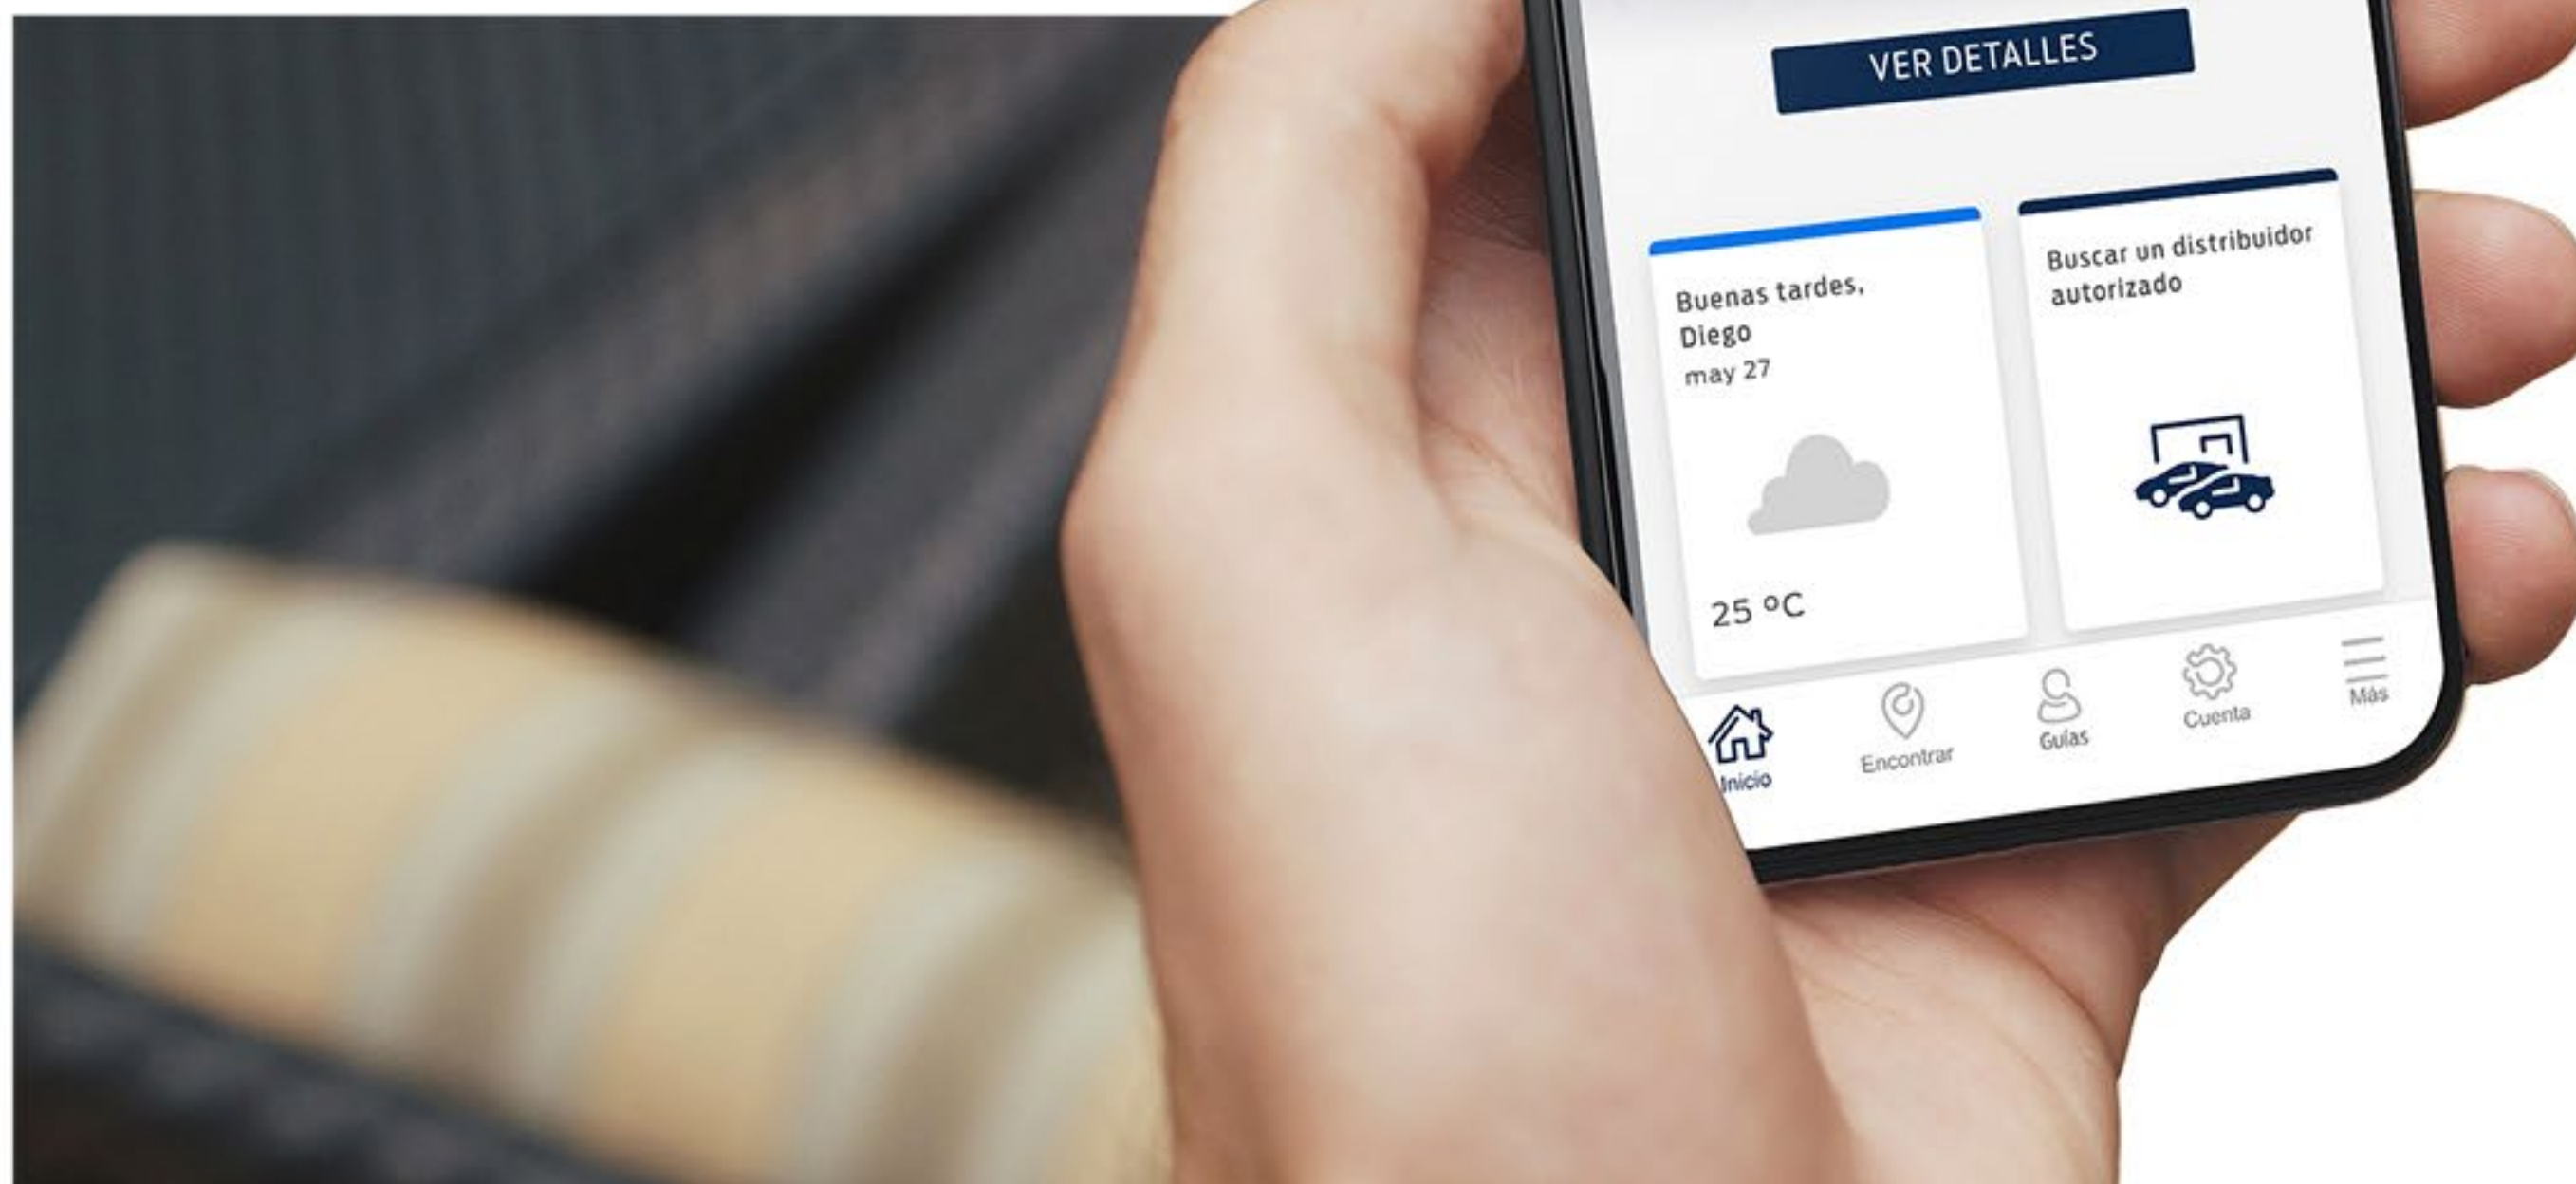 VER DETALLES
Buenas tardes,
Diego
may 27
25 ºC
Buscar un distribuidor
autorizado
Inicio
Encontrar
Guías
Cuenta
Más